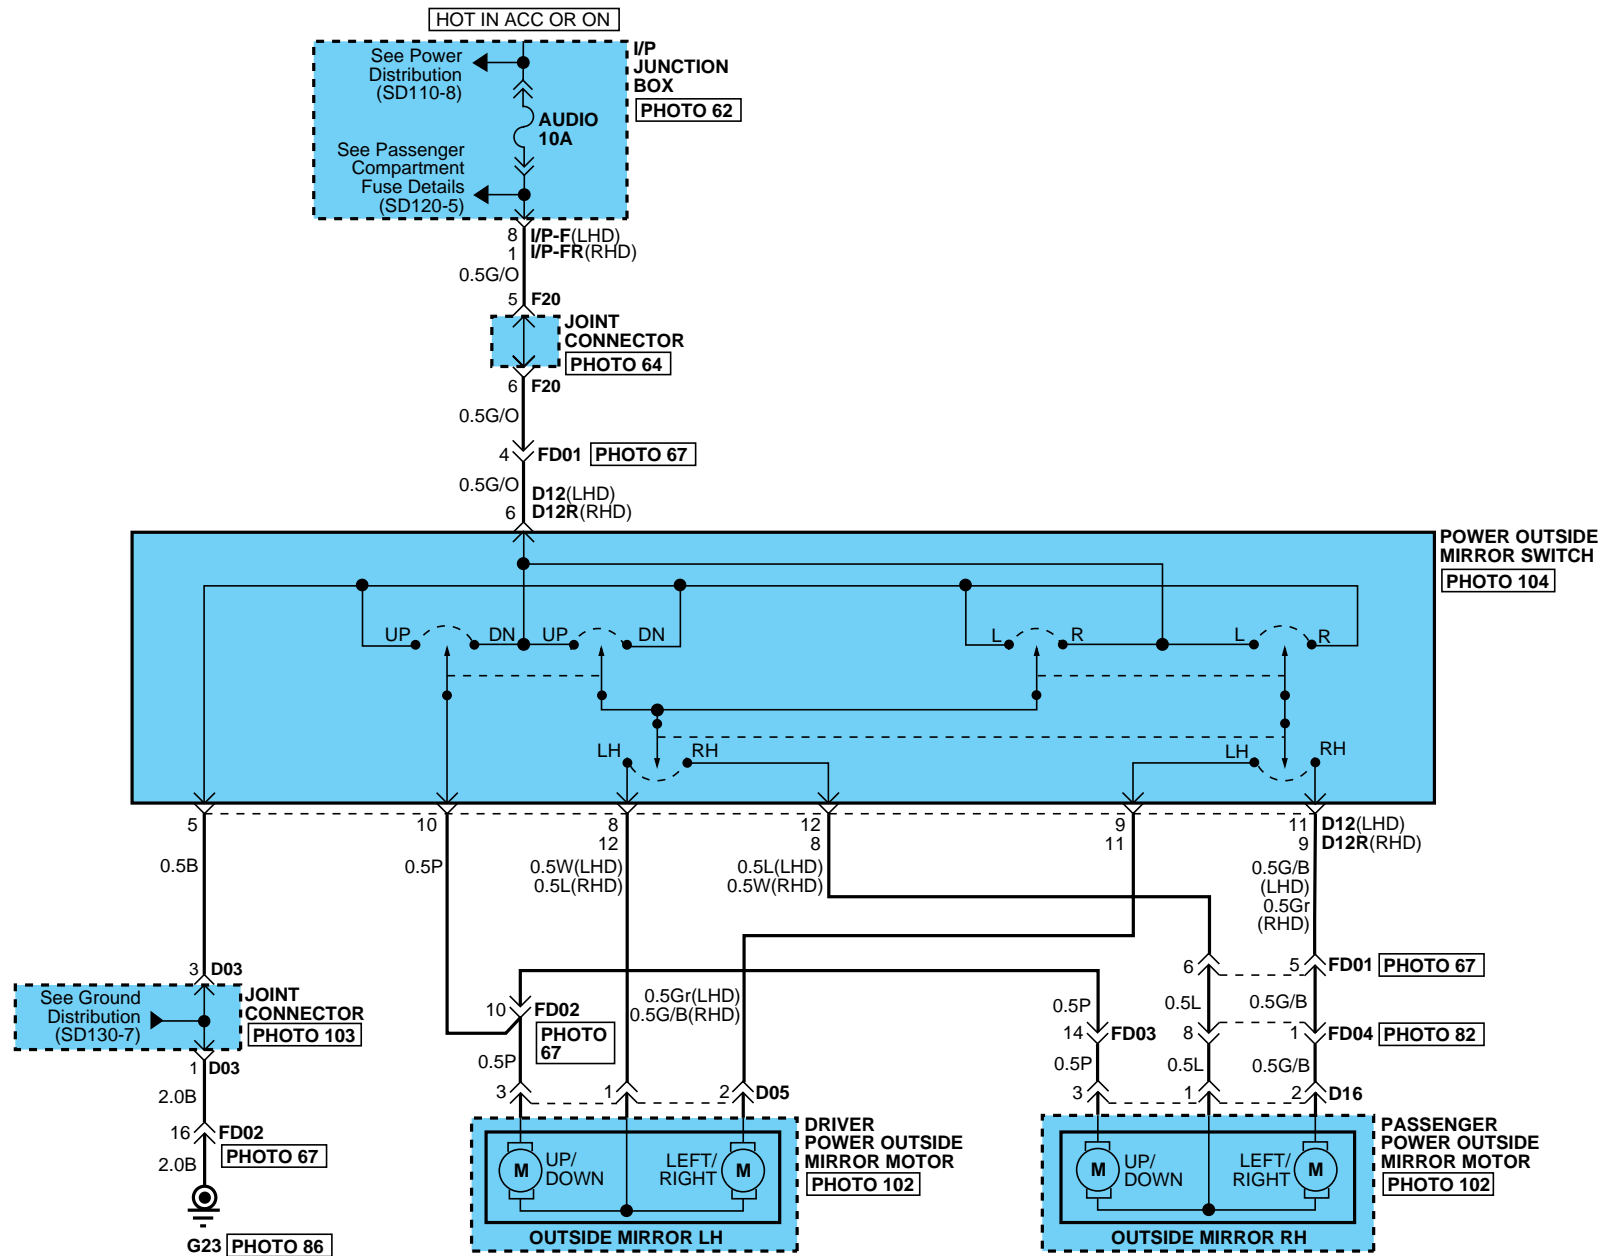 HOT IN ACC OR ON
See Power
Distribution
(SD110-8)
I/P
JUNCTION
BOX
PHOTO 62
AUDIO
10A
See Passenger
Compartment
Fuse Details
(SD120-5)
8 I/P-F(LHD)
1 I/P-FR(RHD)
0.5G/O
5 F20
JOINT
CONNECTOR
PHOTO 64
6 F20
0.5G/O
4 FD01 PHOTO 67
0.5G/O
D12(LHD)
6 D12R(RHD)
POWER OUTSIDE
MIRROR SWITCH
PHOTO 104
UP DN UP DN L R L R
LH RH LH RH
5 10 8 12 9 11 D12(LHD)
12 8 11 9 D12R(RHD)
0.5B
0.5P
0.5W(LHD)
0.5L(RHD)
0.5L(LHD)
0.5W(RHD)
0.5G/B
(LHD)
0.5Gr
(RHD)
3 D03
See Ground
Distribution
(SD130-7)
JOINT
CONNECTOR
PHOTO 103
1 D03
2.0B
16 FD02
PHOTO 67
2.0B
G23 PHOTO 86
10 FD02
PHOTO
67
0.5Gr(LHD)
0.5G/B(RHD)
0.5P
6 5 FD01 PHOTO 67
0.5P 0.5L 0.5G/B
14 FD03 8 1 FD04 PHOTO 82
0.5P 0.5L 0.5G/B
3 1 2 D05
3 1 2 D16
DRIVER
POWER OUTSIDE
MIRROR MOTOR
PHOTO 102
M UP/
DOWN
LEFT/
RIGHT M
OUTSIDE MIRROR LH
PASSENGER
POWER OUTSIDE
MIRROR MOTOR
PHOTO 102
M UP/
DOWN
LEFT/
RIGHT M
OUTSIDE MIRROR RH